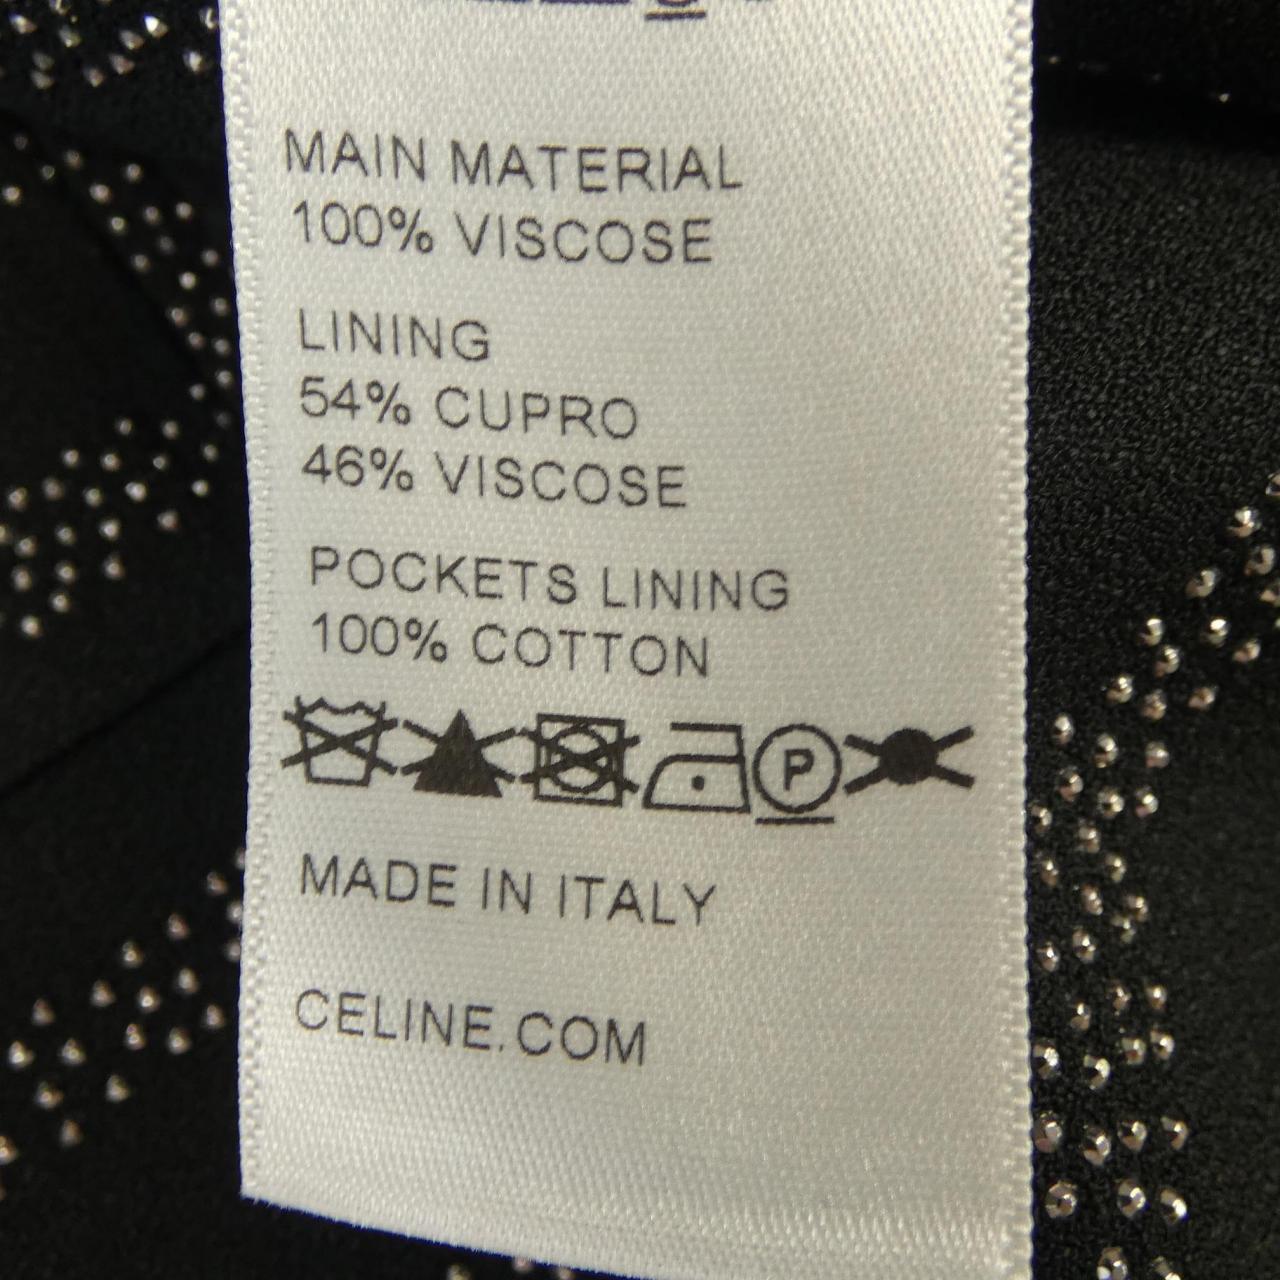 MAIN MATERIAL
100% VISCOSE
LINING
54% CUPRO
46% VISCOSE
POCKETS LINING
100% COTTON
P
MADE IN ITALY
CELINE.COM